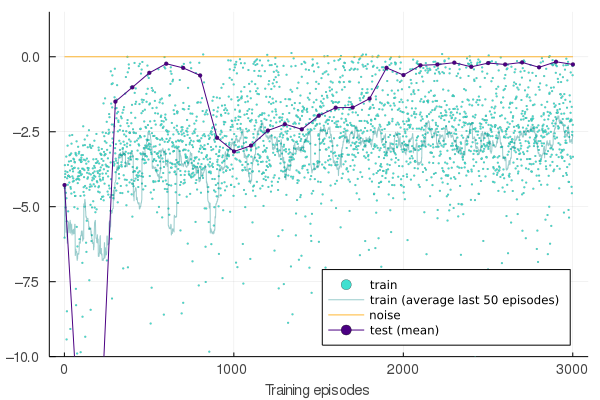 0.0
−2.5
−5.0
−7.5
−10.0
0
1000
2000
3000
Training episodes
train
train (average last 50 episodes)
noise
test (mean)